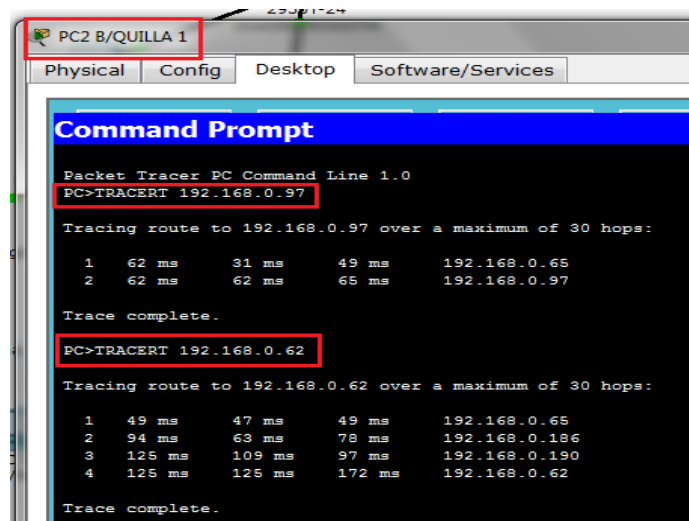 PC2 B/QUILLA 1
Physical Config Desktop Software/Services
Command Prompt
Packet Tracer PC Command Line 1.0
PC>TRACERT 192.168.0.97
Tracing route to 192.168.0.97 over a maximum of 30 hops:
1 62 ms 31 ms 49 ms 192.168.0.65
2 62 ms 62 ms 65 ms 192.168.0.97
Trace complete.
PC>TRACERT 192.168.0.62
Tracing route to 192.168.0.62 over a maximum of 30 hops:
1 49 ms 47 ms 49 ms 192.168.0.65
2 94 ms 63 ms 78 ms 192.168.0.186
3 125 ms 109 ms 97 ms 192.168.0.190
4 125 ms 125 ms 172 ms 192.168.0.62
Trace complete.